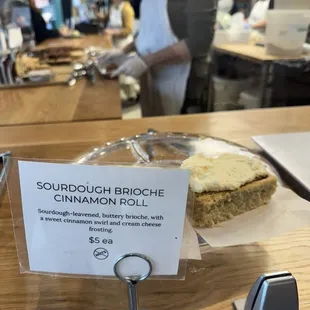 SOURDOUGH BRIOCHE
CINNAMON ROLL
Sourdough-leavened, buttery brioche, with
a sweet cinnamon swirl and cream cheese
frosting.
$5 ea